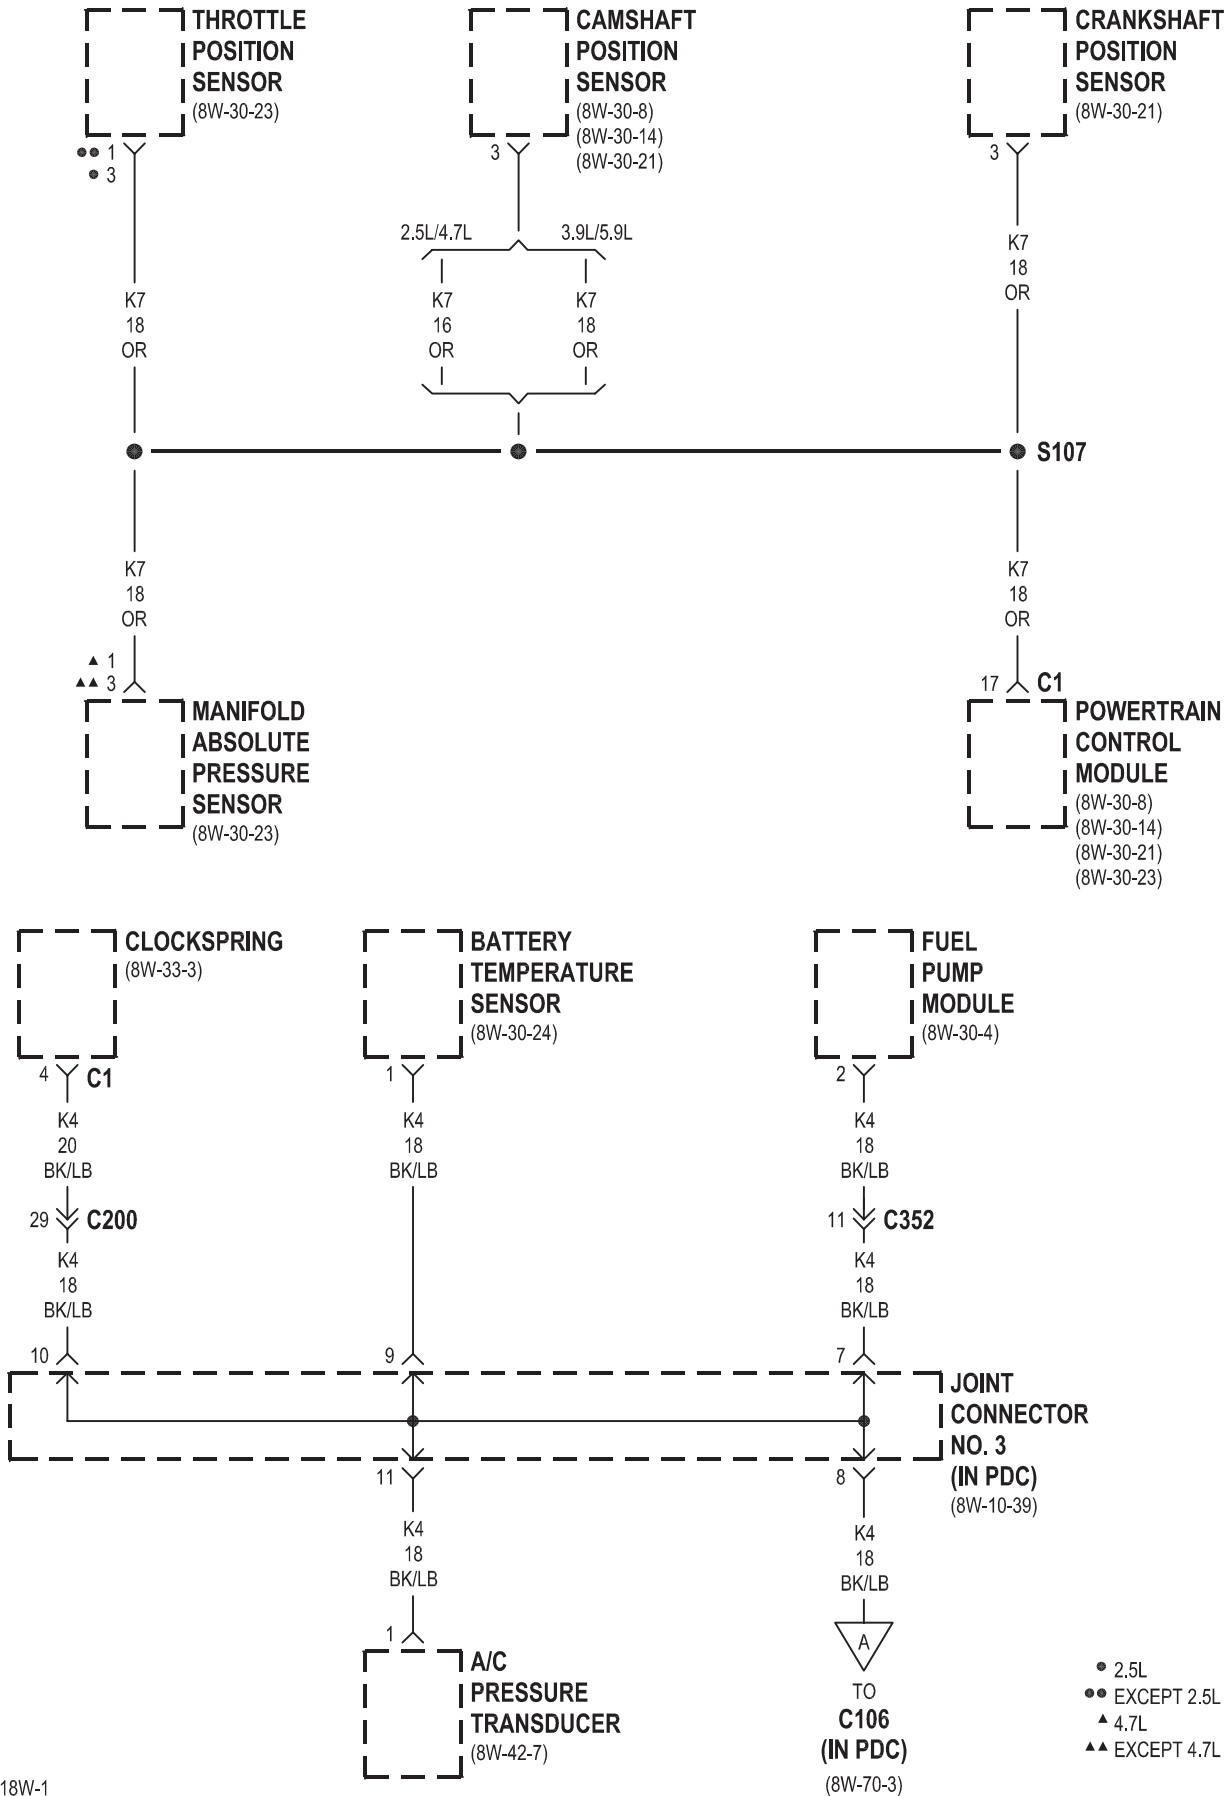 THROTTLE
POSITION
SENSOR
(8W-30-23)
CAMSHAFT
POSITION
SENSOR
(8W-30-8)
(8W-30-14)
(8W-30-21)
CRANKSHAFT
POSITION
SENSOR
(8W-30-21)
1
3
3
3
2.5L/4.7L
3.9L/5.9L
K7
18
OR
K7
16
OR
K7
18
OR
K7
18
OR
S107
K7
18
OR
K7
18
OR
1
3
17
C1
MANIFOLD
ABSOLUTE
PRESSURE
SENSOR
(8W-30-23)
POWERTRAIN
CONTROL
MODULE
(8W-30-8)
(8W-30-14)
(8W-30-21)
(8W-30-23)
CLOCKSPRING
(8W-33-3)
BATTERY
TEMPERATURE
SENSOR
(8W-30-24)
FUEL
PUMP
MODULE
(8W-30-4)
4
C1
1
2
K4
20
BK/LB
K4
18
BK/LB
K4
18
BK/LB
29
C200
11
C352
K4
18
BK/LB
K4
18
BK/LB
10
9
7
JOINT
CONNECTOR
NO. 3
(IN PDC)
(8W-10-39)
11
8
K4
18
BK/LB
K4
18
BK/LB
1
A
A/C
PRESSURE
TRANSDUCER
(8W-42-7)
TO
C106
(IN PDC)
(8W-70-3)
2.5L
EXCEPT 2.5L
4.7L
EXCEPT 4.7L
18W-1